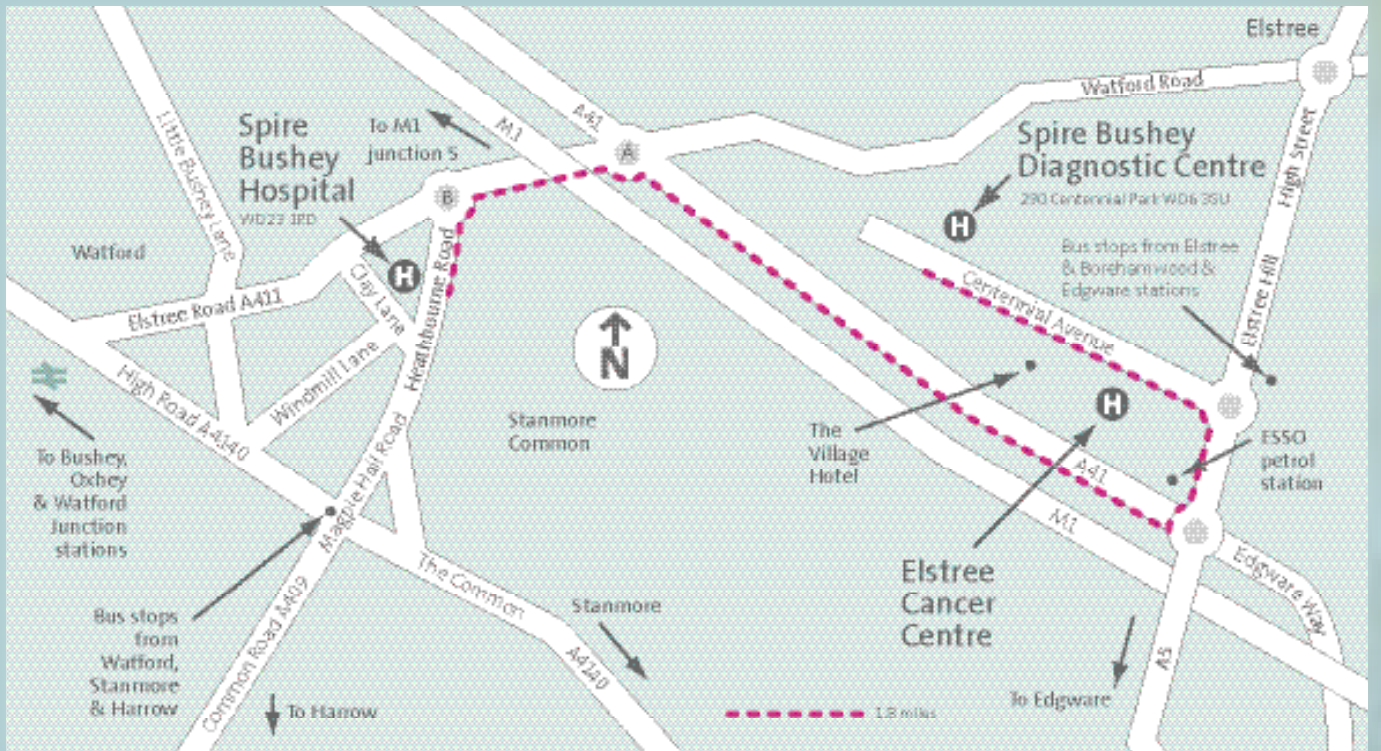 Elstree
Watford Road
High Street
Elstree Hill
A41
M1
To M1
junction 5
A
B
Spire
Bushey
Hospital
WD23 1RD
H
Little Bushey Lane
Watford
Elstree Road A411
Clay Lane
Windmill Lane
Heathbourne Road
High Road A4140
Magpie Hall Road
Spire Bushey
Diagnostic Centre
290 Centennial Park WD6 3SU
H
Bus stops from Elstree
& Borehamwood &
Edgware stations
Centennial Avenue
N
Stanmore
Common
The
Village
Hotel
H
ESSO
petrol
station
A41
M1
Elstree
Cancer
Centre
Edgware Way
A5
To Edgware
To Bushey,
Oxhey
& Watford
Junction
stations
Bus stops
from
Watford,
Stanmore
& Harrow
Common Road A409
The Common
Stanmore
A4140
To Harrow
1.8 miles